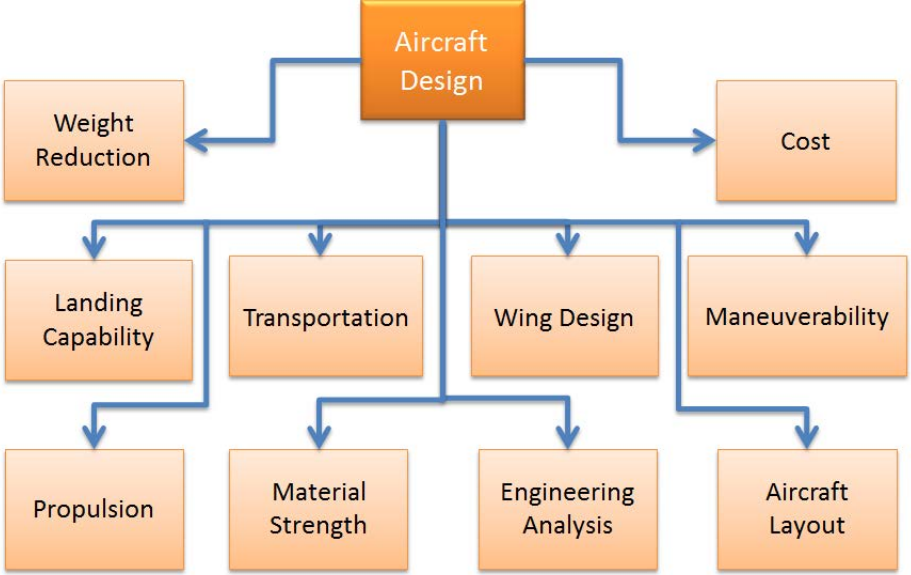 Aircraft
Design
Weight
Reduction
Cost
Landing
Capability
Transportation
Wing Design
Maneuverability
Propulsion
Material
Strength
Engineering
Analysis
Aircraft
Layout